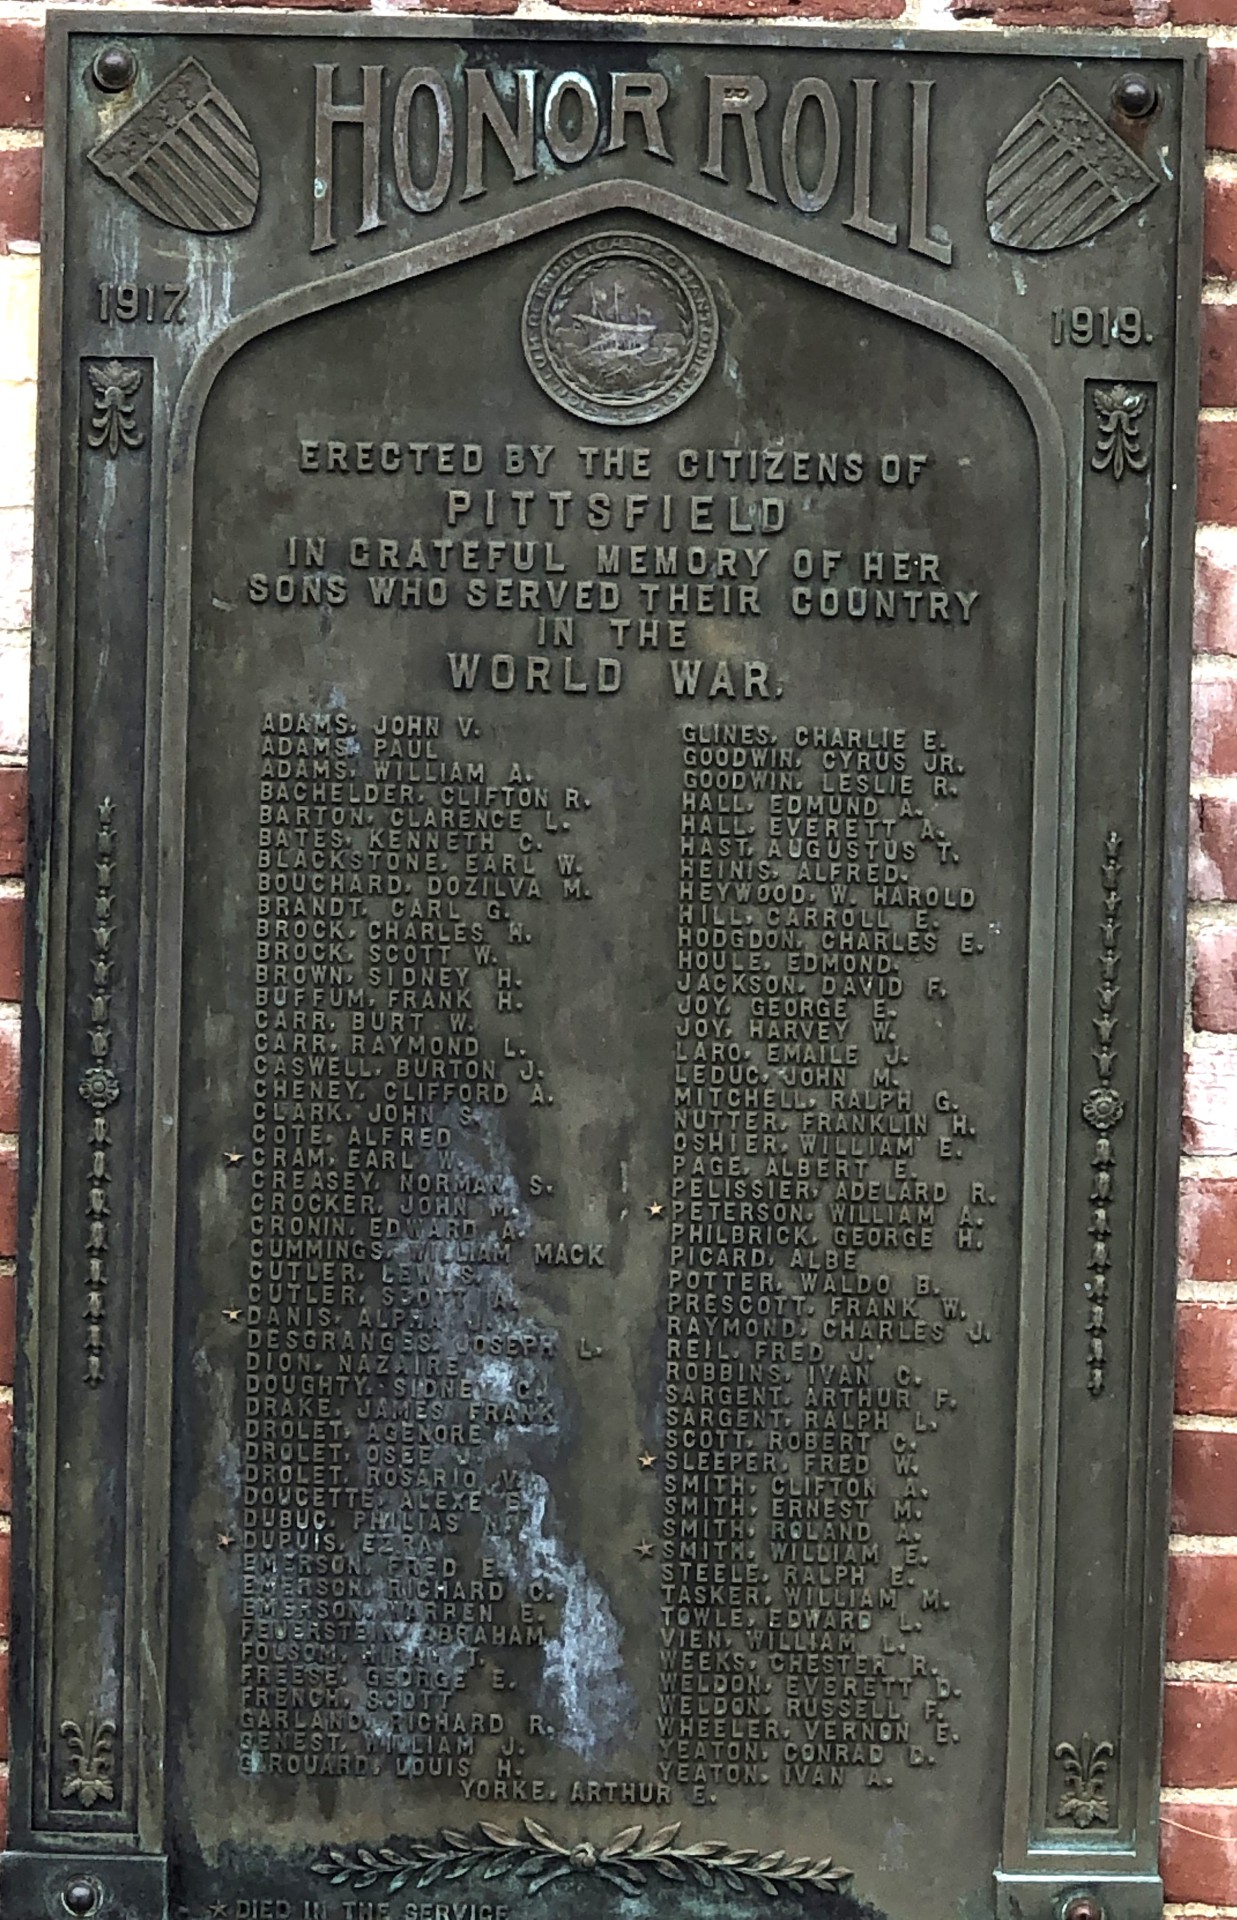 HONOR ROLL
1917.
1919.
ERECTED BY THE CITIZENS OF
PITTSFIELD
IN GRATEFUL MEMORY OF HER
SONS WHO SERVED THEIR COUNTRY
IN THE
WORLD WAR.
ADAMS, JOHN V.
ADAMS, PAUL
ADAMS, WILLIAM A.
BACHELDER, CLIFTON R.
BARTON, CLARENCE L.
BATES, KENNETH C.
BLACKSTONE, EARL W.
BOUCHARD, DOZILVA M.
BRANDT, CARL G.
BROCK, CHARLES H.
BROCK, SCOTT W.
BROWN, SIDNEY H.
BUFFUM, FRANK H.
CARR, BURT W.
CARR, RAYMOND L.
CASWELL, BURTON J.
CHENEY, CLIFFORD A.
CLARK, JOHN S.
COTE, ALFRED
★ CRAM, EARL W.
CREASEY, NORMAN S.
CROCKER, JOHN M.
CRONIN, EDWARD A.
CUMMINGS, WILLIAM MACK
CUTLER, LEWIS
CUTLER, SCOTT A.
★ DANIS, ALPHA J.
DESGRANGES, JOSEPH L.
DION, NAZAIRE
DOUGHTY, SIDNEY C.
DRAKE, JAMES FRANK
DROLET, AGENORE
DROLET, OSEE J.
DROLET, ROSARIO V.
DOUCETTE, ALEXE E.
DUBUC, PHILIAS N.
★ DUPUIS, EZRA
EMERSON, FRED E.
EMERSON, RICHARD C.
EMERSON, WARREN E.
FEUERSTEIN, ABRAHAM
FOLSOM, HIRAM T.
FREESE, GEORGE E.
FRENCH, SCOTT
GARLAND, RICHARD R.
GENEST, WILLIAM J.
GEROUARD, LOUIS H.
GLINES, CHARLIE E.
GOODWIN, CYRUS JR.
GOODWIN, LESLIE R.
HALL, EDMUND A.
HALL, EVERETT A.
HAST, AUGUSTUS T.
HEINIS, ALFRED.
HEYWOOD, W. HAROLD
HILL, CARROLL E.
HODGDON, CHARLES E.
HOULE, EDMOND.
JACKSON, DAVID F.
JOY, GEORGE E.
JOY, HARVEY W.
LARO, EMAILE J.
LEDUC, JOHN M.
MITCHELL, RALPH G.
NUTTER, FRANKLIN H.
OSHIER, WILLIAM E.
PAGE, ALBERT E.
PELISSIER, ADELARD R.
★ PETERSON, WILLIAM A.
PHILBRICK, GEORGE H.
PICARD, ALBE
POTTER, WALDO B.
PRESCOTT, FRANK W.
RAYMOND, CHARLES J.
REIL, FRED J.
ROBBINS, IVAN C.
SARGENT, ARTHUR F.
SARGENT, RALPH L.
SCOTT, ROBERT C.
★ SLEEPER, FRED W.
SMITH, CLIFTON A.
SMITH, ERNEST M.
SMITH, ROLAND A.
★ SMITH, WILLIAM E.
STEELE, RALPH E.
TASKER, WILLIAM M.
TOWLE, EDWARD L.
VIEN, WILLIAM L.
WEEKS, CHESTER R.
WELDON, EVERETT D.
WELDON, RUSSELL F.
WHEELER, VERNON E.
YEATON, CONRAD D.
YEATON, IVAN A.
YORKE, ARTHUR E.
★ DIED IN THE SERVICE